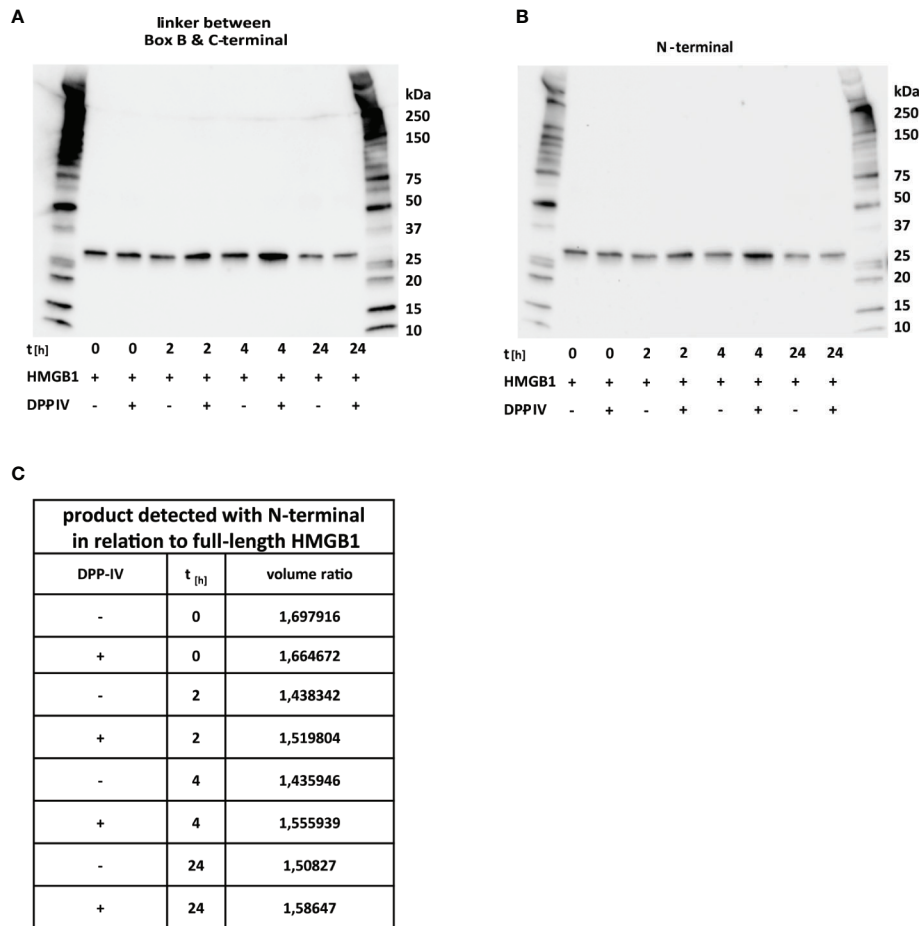 A
linker between
Box B & C-terminal
kDa
250
150
75
50
37
25
20
15
10
t [h] 0 0 2 2 4 4 24 24
HMGB1 + + + + + + + +
DPPIV - + - + - + - +
B
N -terminal
kDa
250
150
75
50
37
25
20
15
10
t [h] 0 0 2 2 4 4 24 24
HMGB1 + + + + + + + +
DPPIV - + - + - + - +
C
product detected with N-terminal
in relation to full-length HMGB1
DPP-IV t [h] volume ratio
- 0 1,697916
+ 0 1,664672
- 2 1,438342
+ 2 1,519804
- 4 1,435946
+ 4 1,555939
- 24 1,50827
+ 24 1,58647